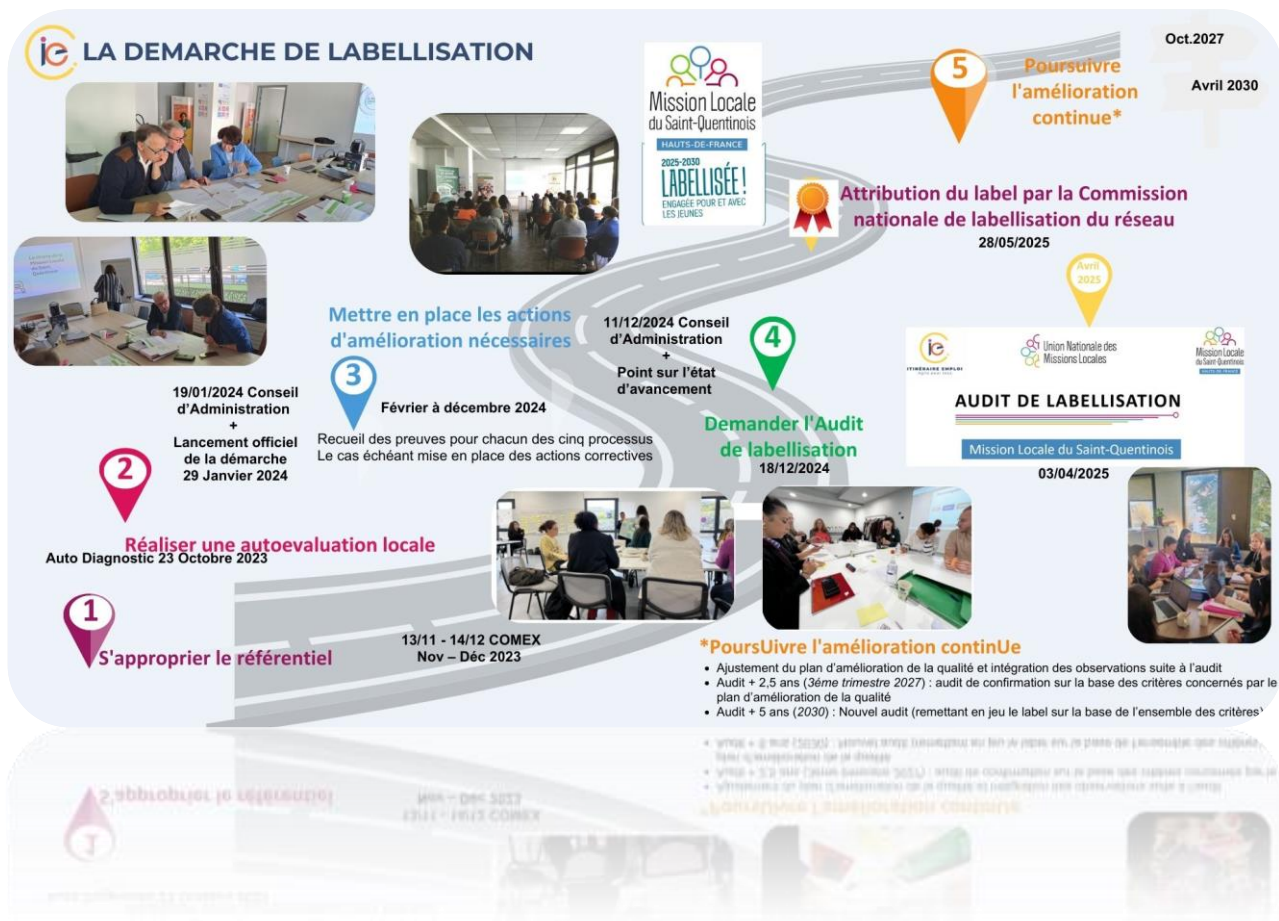 ie LA DEMARCHE DE LABELLISATION
Mission Locale
du Saint-Quentinois
HAUTS-DE-FRANCE
2025-2030
LABELLISÉE !
ENGAGÉE POUR ET AVEC
LES JEUNES
5
Poursuivre
l'amélioration
continue*
Oct.2027
Avril 2030
Attribution du label par la Commission
nationale de labellisation du réseau
28/05/2025
Avril
2025
ie
ITINÉRAIRE EMPLOI
Union Nationale des
Missions Locales
Mission Locale
du Saint-Quentinois
HAUTS-DE-FRANCE
AUDIT DE LABELLISATION
Mission Locale du Saint-Quentinois
03/04/2025
4
11/12/2024 Conseil
d'Administration
+
Point sur l'état
d'avancement
Demander l'Audit
de labellisation
18/12/2024
Mettre en place les actions
d'amélioration nécessaires
3
Février à décembre 2024
Recueil des preuves pour chacun des cinq processus
Le cas échéant mise en place des actions correctives
19/01/2024 Conseil
d'Administration
+
Lancement officiel
de la démarche
29 Janvier 2024
2
Réaliser une autoevaluation locale
Auto Diagnostic 23 Octobre 2023
1
S'approprier le référentiel
13/11 - 14/12 COMEX
Nov – Déc 2023
*PoursUivre l'amélioration continUe
• Ajustement du plan d'amélioration de la qualité et intégration des observations suite à l'audit
• Audit + 2,5 ans (3éme trimestre 2027) : audit de confirmation sur la base des critères concernés par le
plan d'amélioration de la qualité
• Audit + 5 ans (2030) : Nouvel audit (remettant en jeu le label sur la base de l'ensemble des critères)